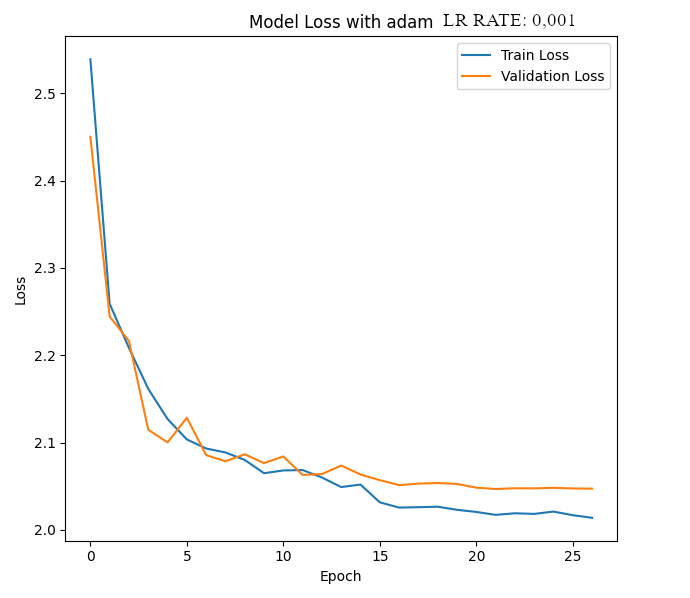 Model Loss with adam LR RATE: 0,001
Train Loss
Validation Loss
2.5
2.4
2.3
2.2
2.1
2.0
Loss
0 5 10 15 20 25
Epoch